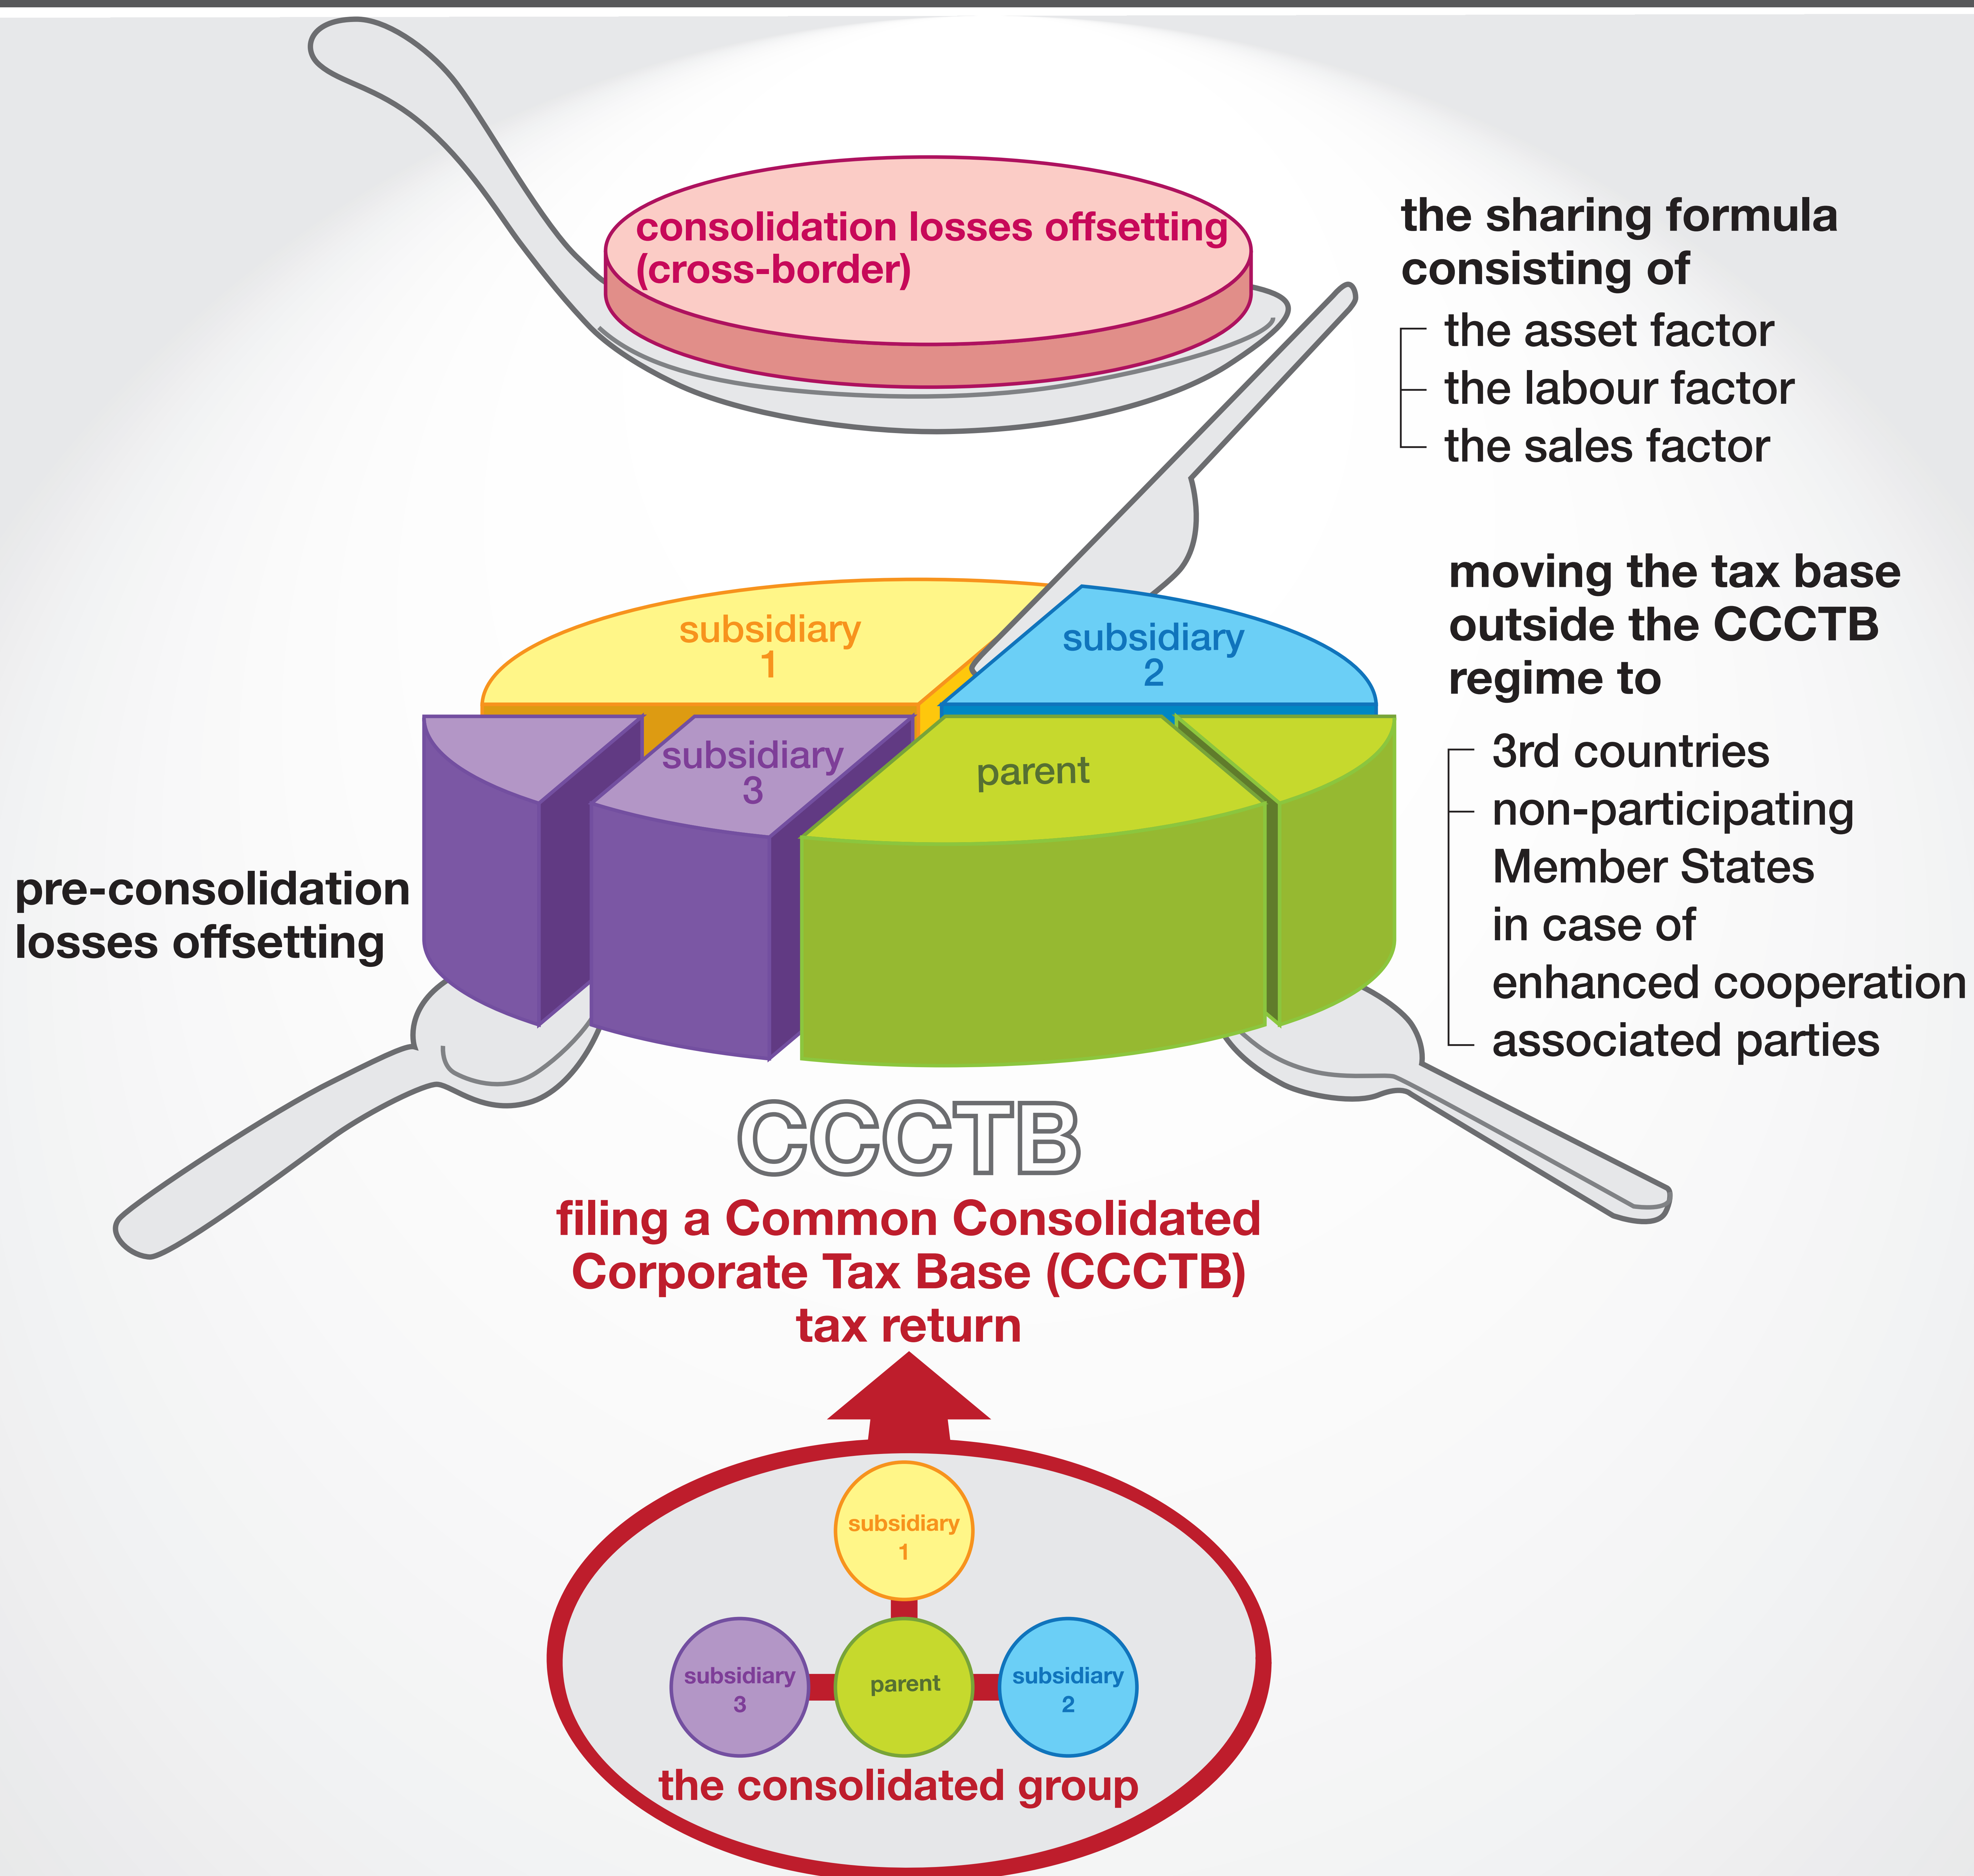 consolidation losses offsetting
(cross-border)
the sharing formula
consisting of
the asset factor
the labour factor
the sales factor
moving the tax base
outside the CCCTB
regime to
3rd countries
non-participating
Member States
in case of
enhanced cooperation
associated parties
subsidiary
1
subsidiary
2
subsidiary
3
parent
pre-consolidation
losses offsetting
CCCTB
filing a Common Consolidated
Corporate Tax Base (CCCTB)
tax return
subsidiary
1
subsidiary
3
parent
subsidiary
2
the consolidated group